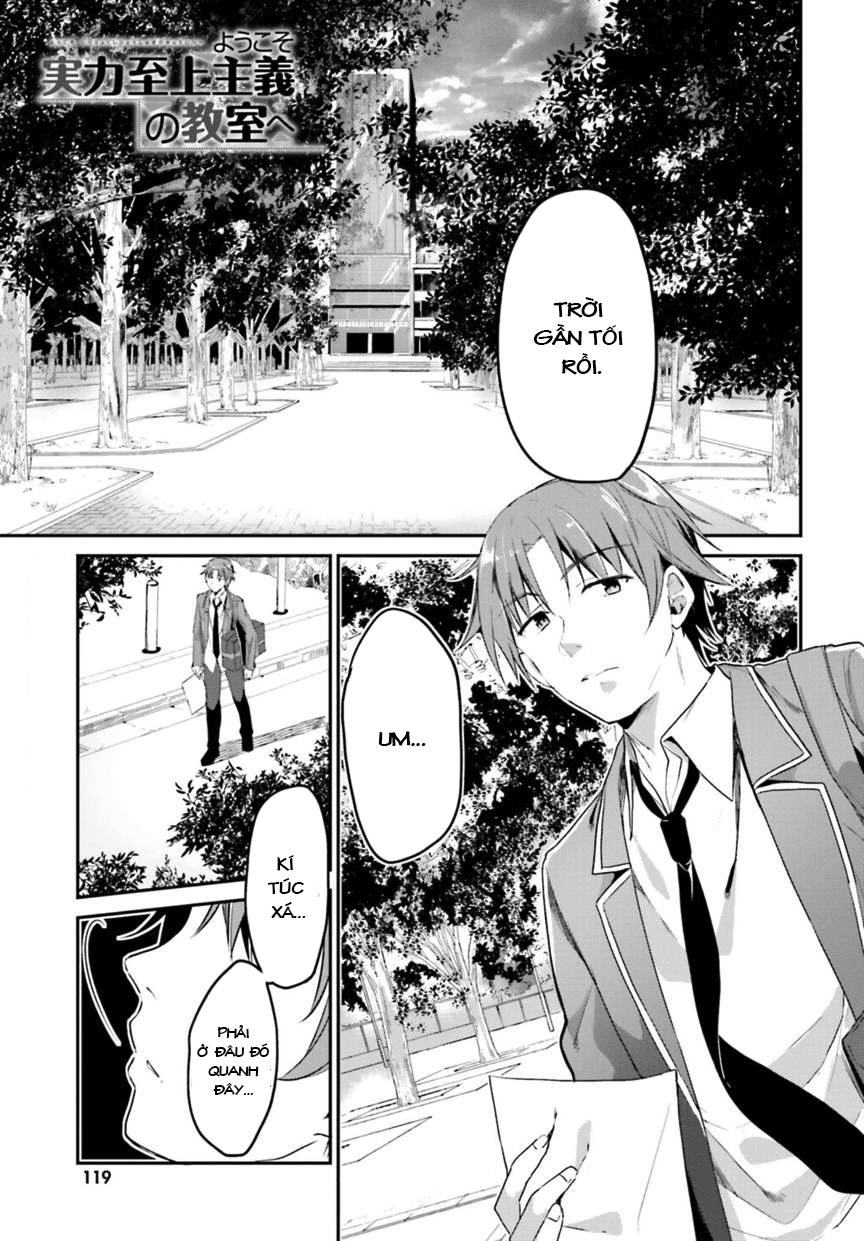 ようこそ
実力至上主義
の教室へ
TRỜI
GẦN TỐI
RỒI.
UM...
KÍ
TÚC
XÁ...
PHẢI
Ở ĐÂU ĐÓ
QUANH
ĐÂY...
119